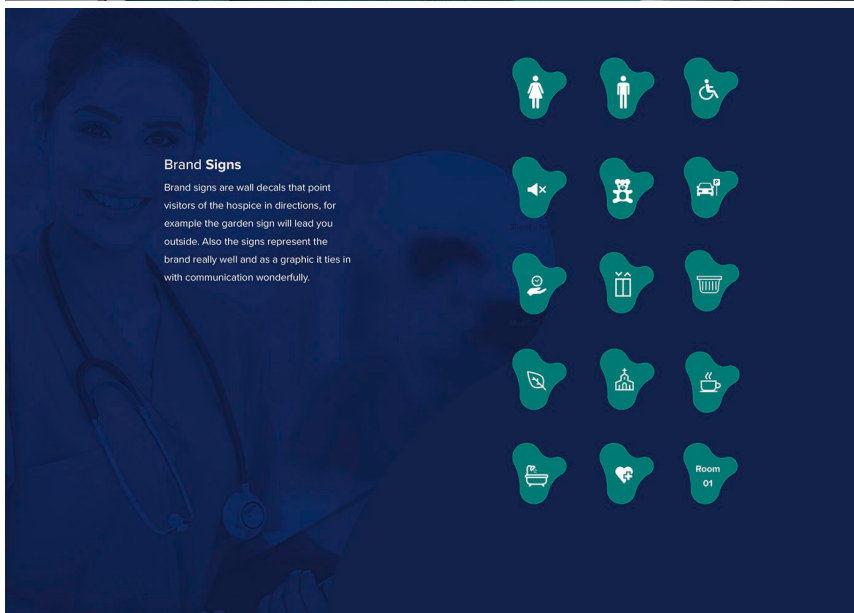 Brand Signs
Brand signs are wall decals that point
visitors of the hospice in directions, for
example the garden sign will lead you
outside. Also the signs represent the
brand really well and as a graphic it ties in
with communication wonderfully.
P
Room
01